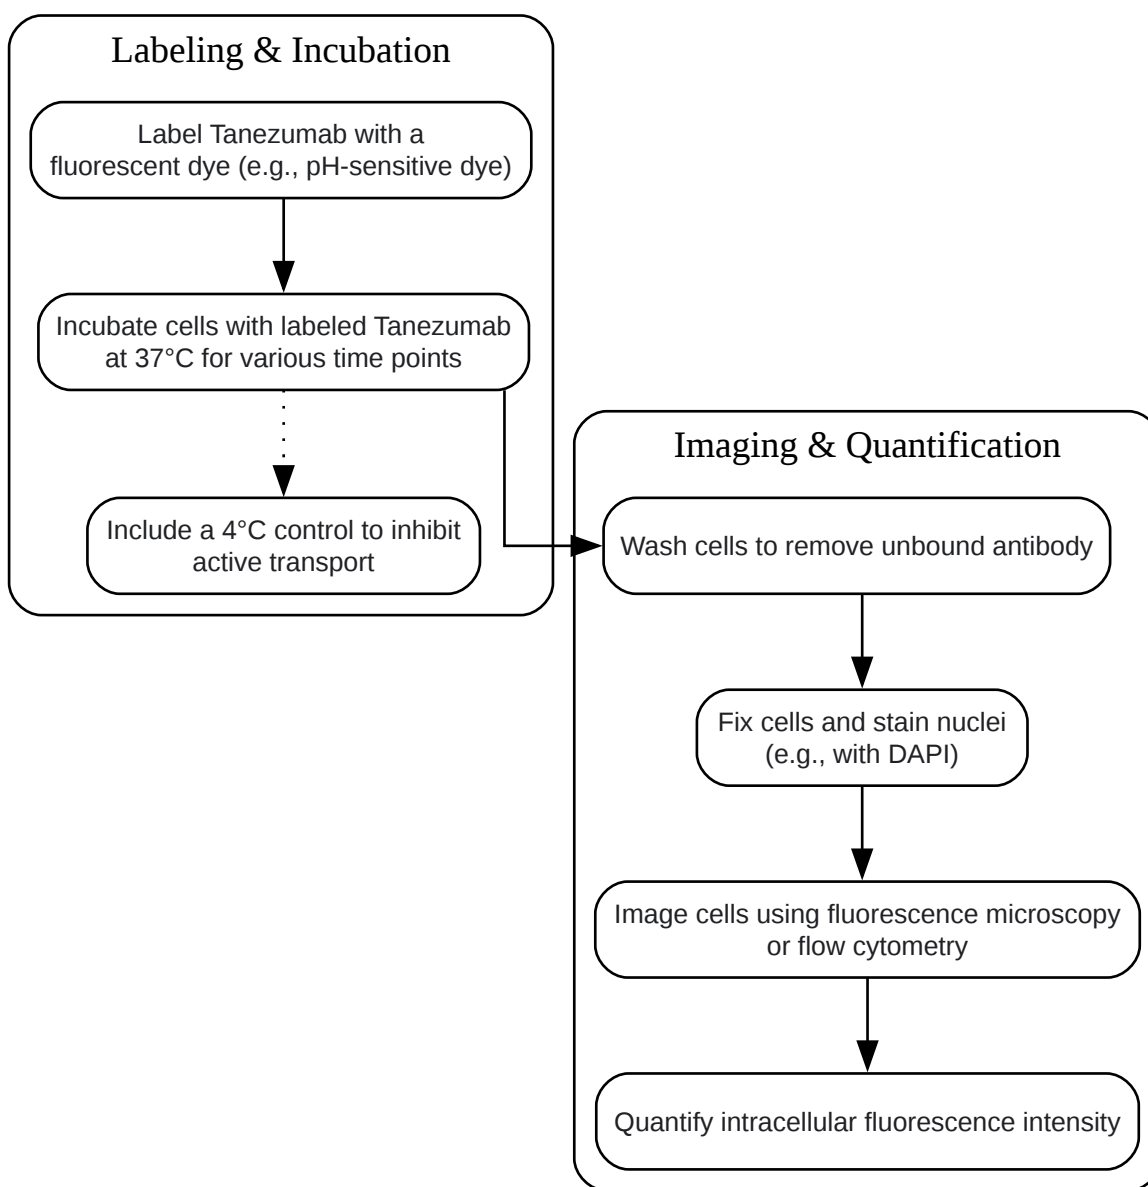 Labeling & Incubation
Label Tanezumab with a
fluorescent dye (e.g., pH-sensitive dye)
Incubate cells with labeled Tanezumab
at 37°C for various time points
Include a 4°C control to inhibit
active transport
Imaging & Quantification
Wash cells to remove unbound antibody
Fix cells and stain nuclei
(e.g., with DAPI)
Image cells using fluorescence microscopy
or flow cytometry
Quantify intracellular fluorescence intensity